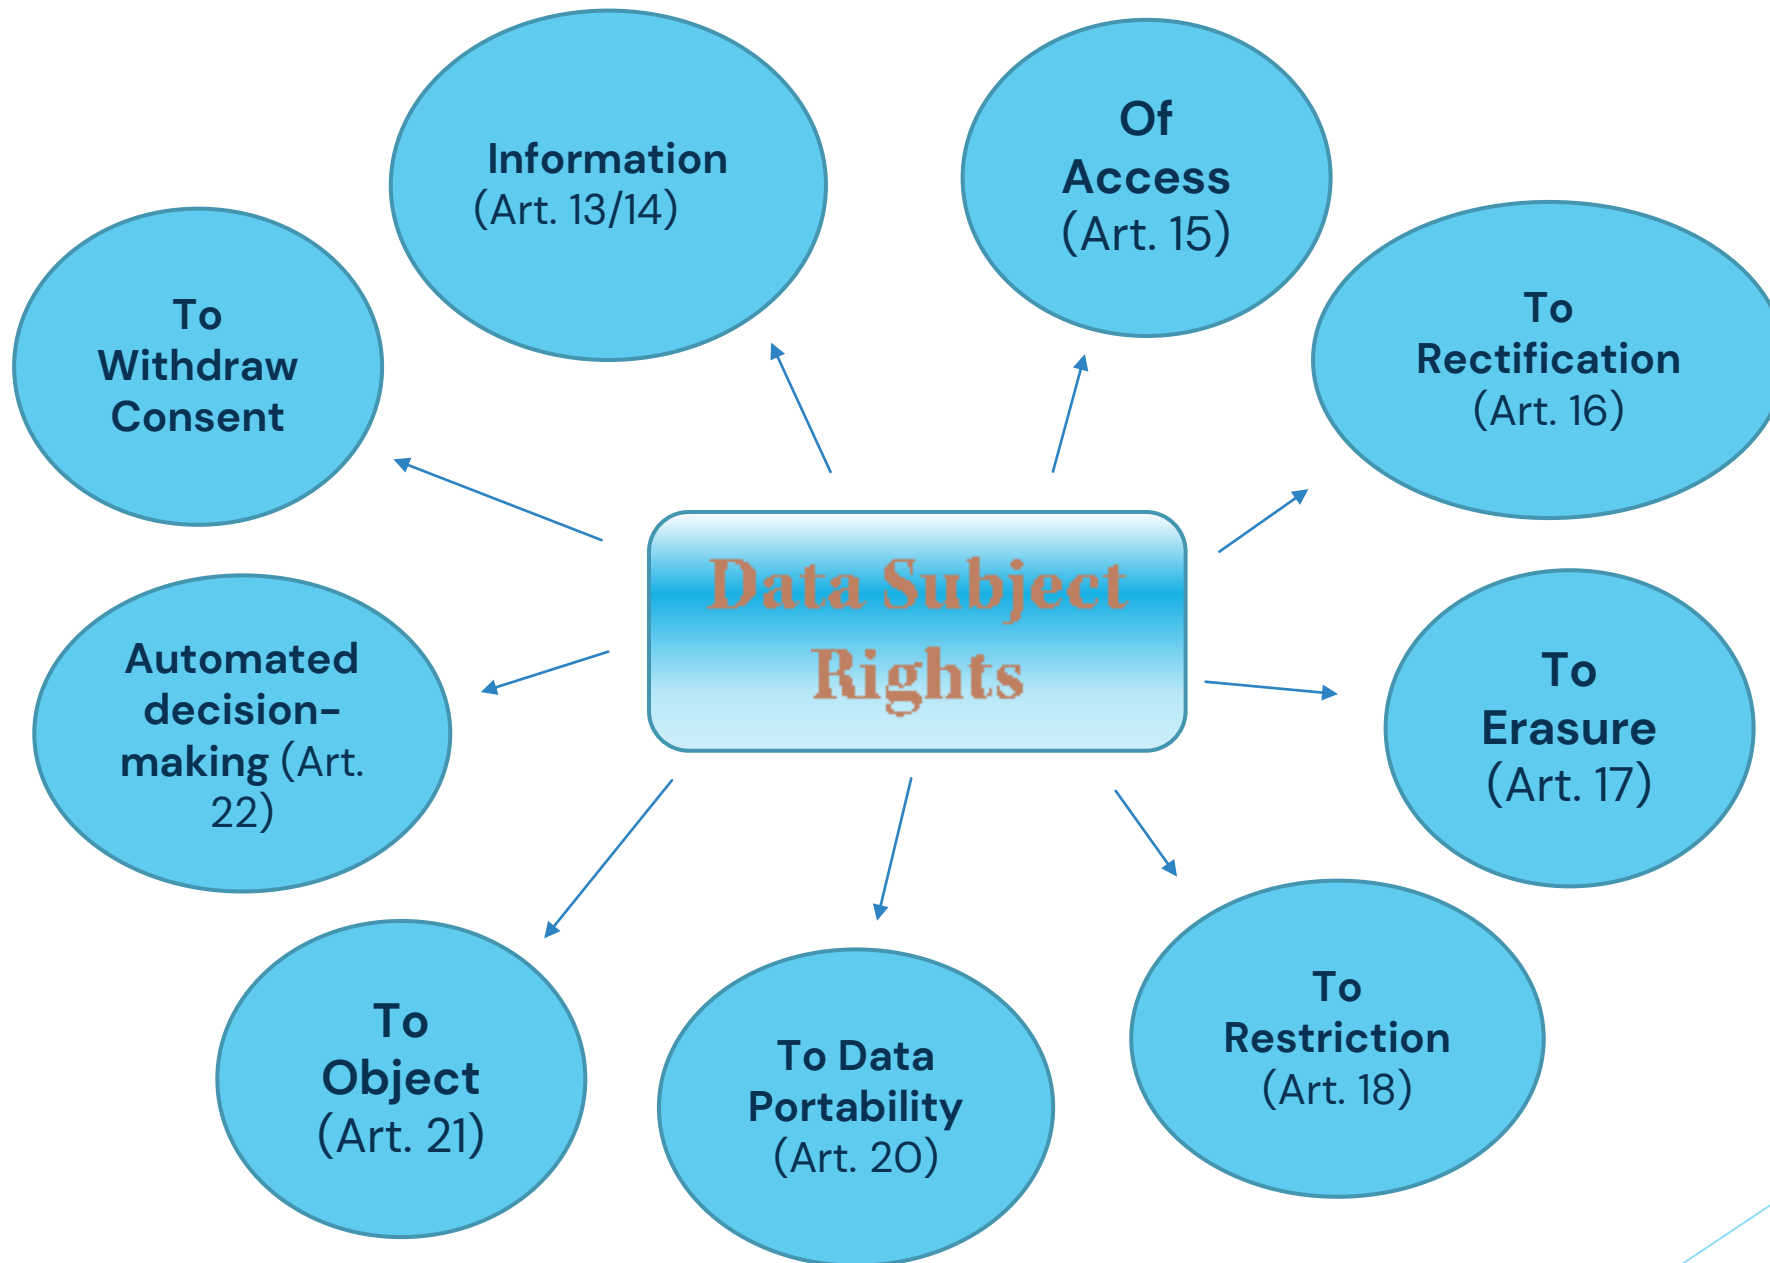 Information
(Art. 13/14)
Of
Access
(Art. 15)
To
Rectification
(Art. 16)
To
Withdraw
Consent
Data Subject
Rights
Automated
decision-
making (Art.
22)
To
Erasure
(Art. 17)
To
Object
(Art. 21)
To Data
Portability
(Art. 20)
To
Restriction
(Art. 18)